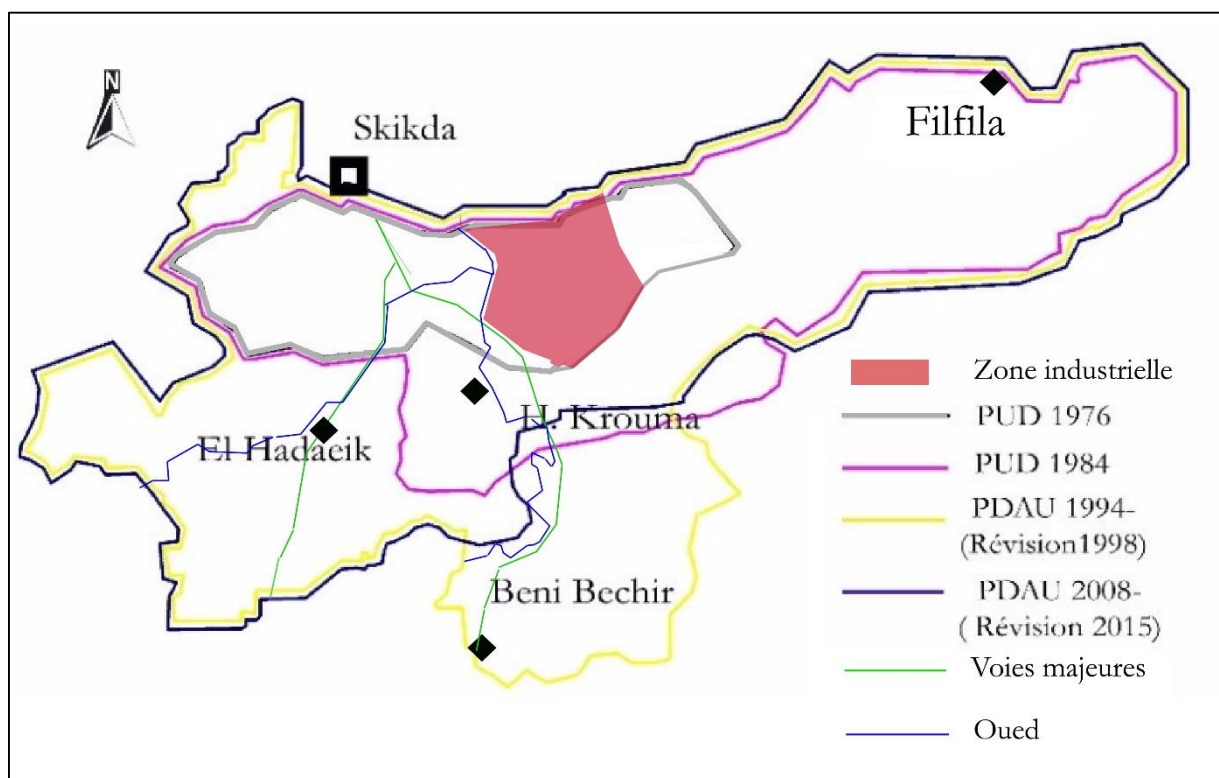 N
Skikda
Filfila
H. Krouma
El Hadaeik
Beni Bechir
Zone industrielle
PUD 1976
PUD 1984
PDAU 1994-
(Révision1998)
PDAU 2008-
( Révision 2015)
Voies majeures
Oued